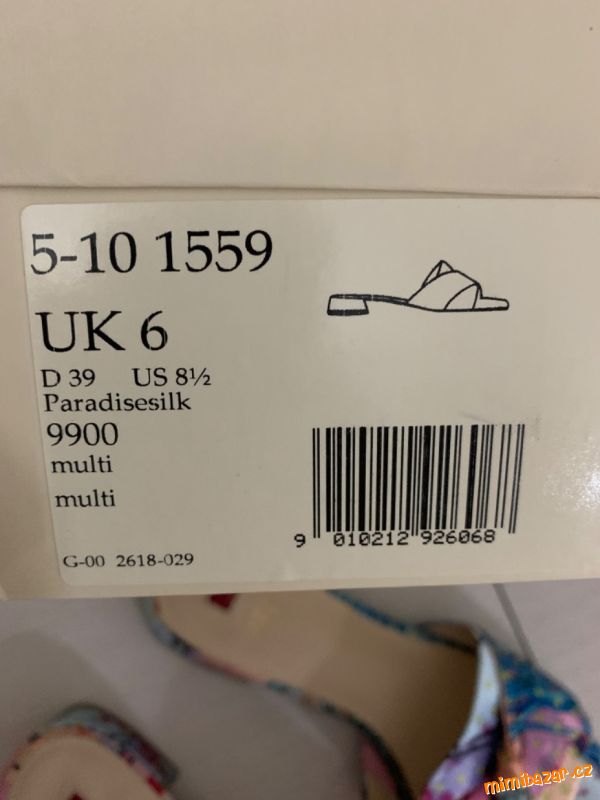 5-10 1559
UK 6
D 39 US 8½
Paradisesilk
9900
multi
multi
9 010212 926068
G-00 2618-029
mimibazar.cz